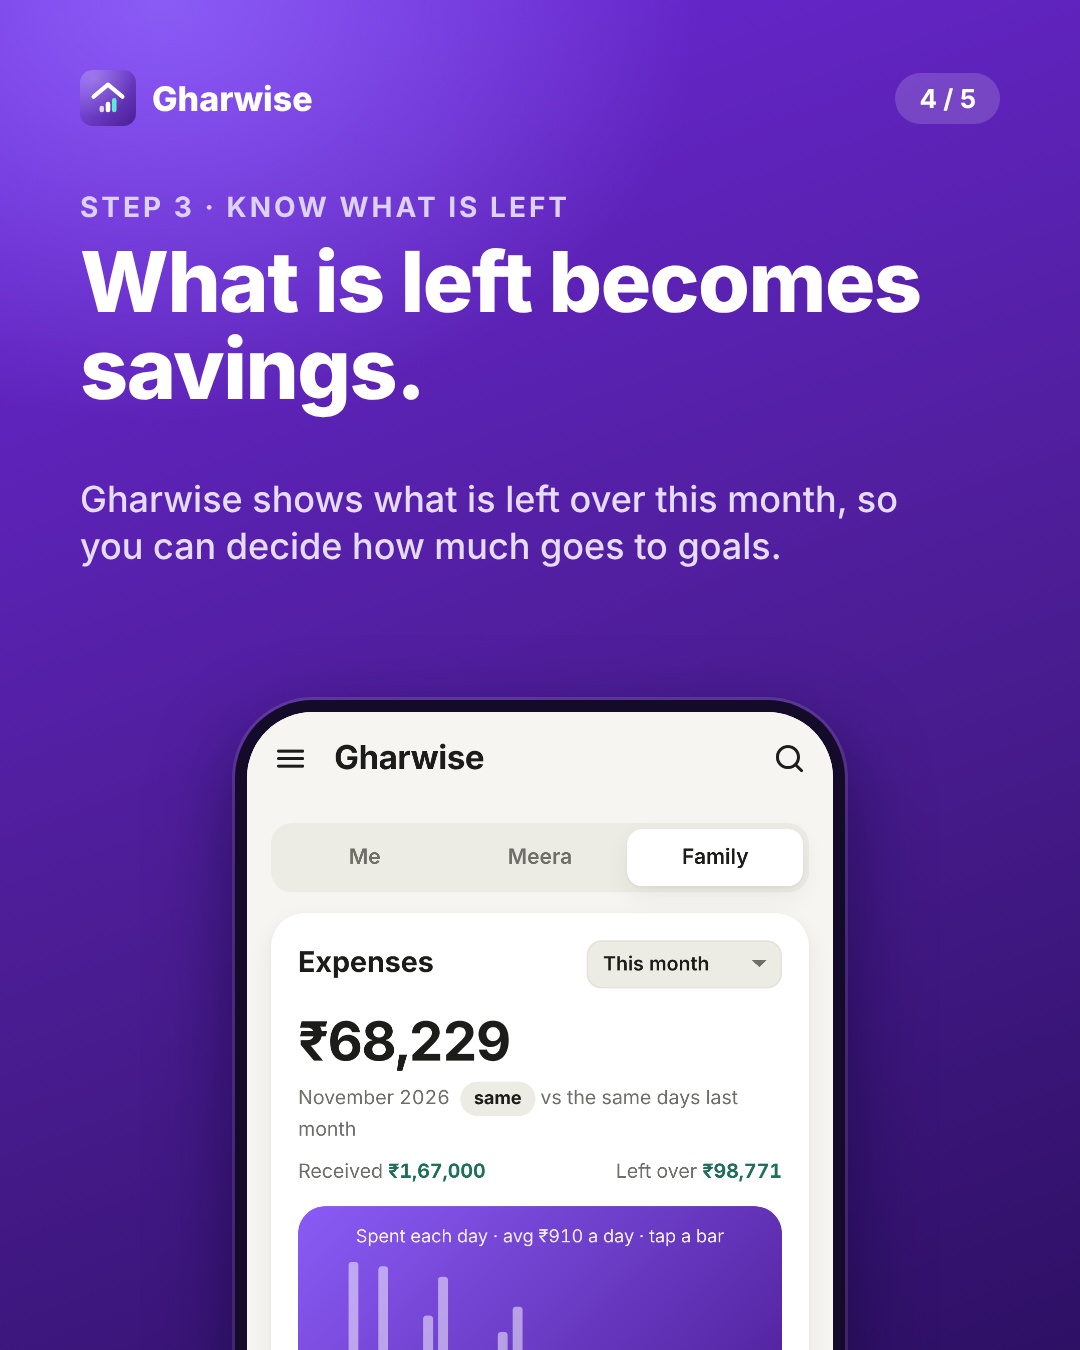 Gharwise
4 / 5
STEP 3 · KNOW WHAT IS LEFT
What is left becomes
savings.
Gharwise shows what is left over this month, so
you can decide how much goes to goals.
Gharwise
Me Meera Family
Expenses This month
₹68,229
November 2026 same vs the same days last
month
Received ₹1,67,000 Left over ₹98,771
Spent each day · avg ₹910 a day · tap a bar